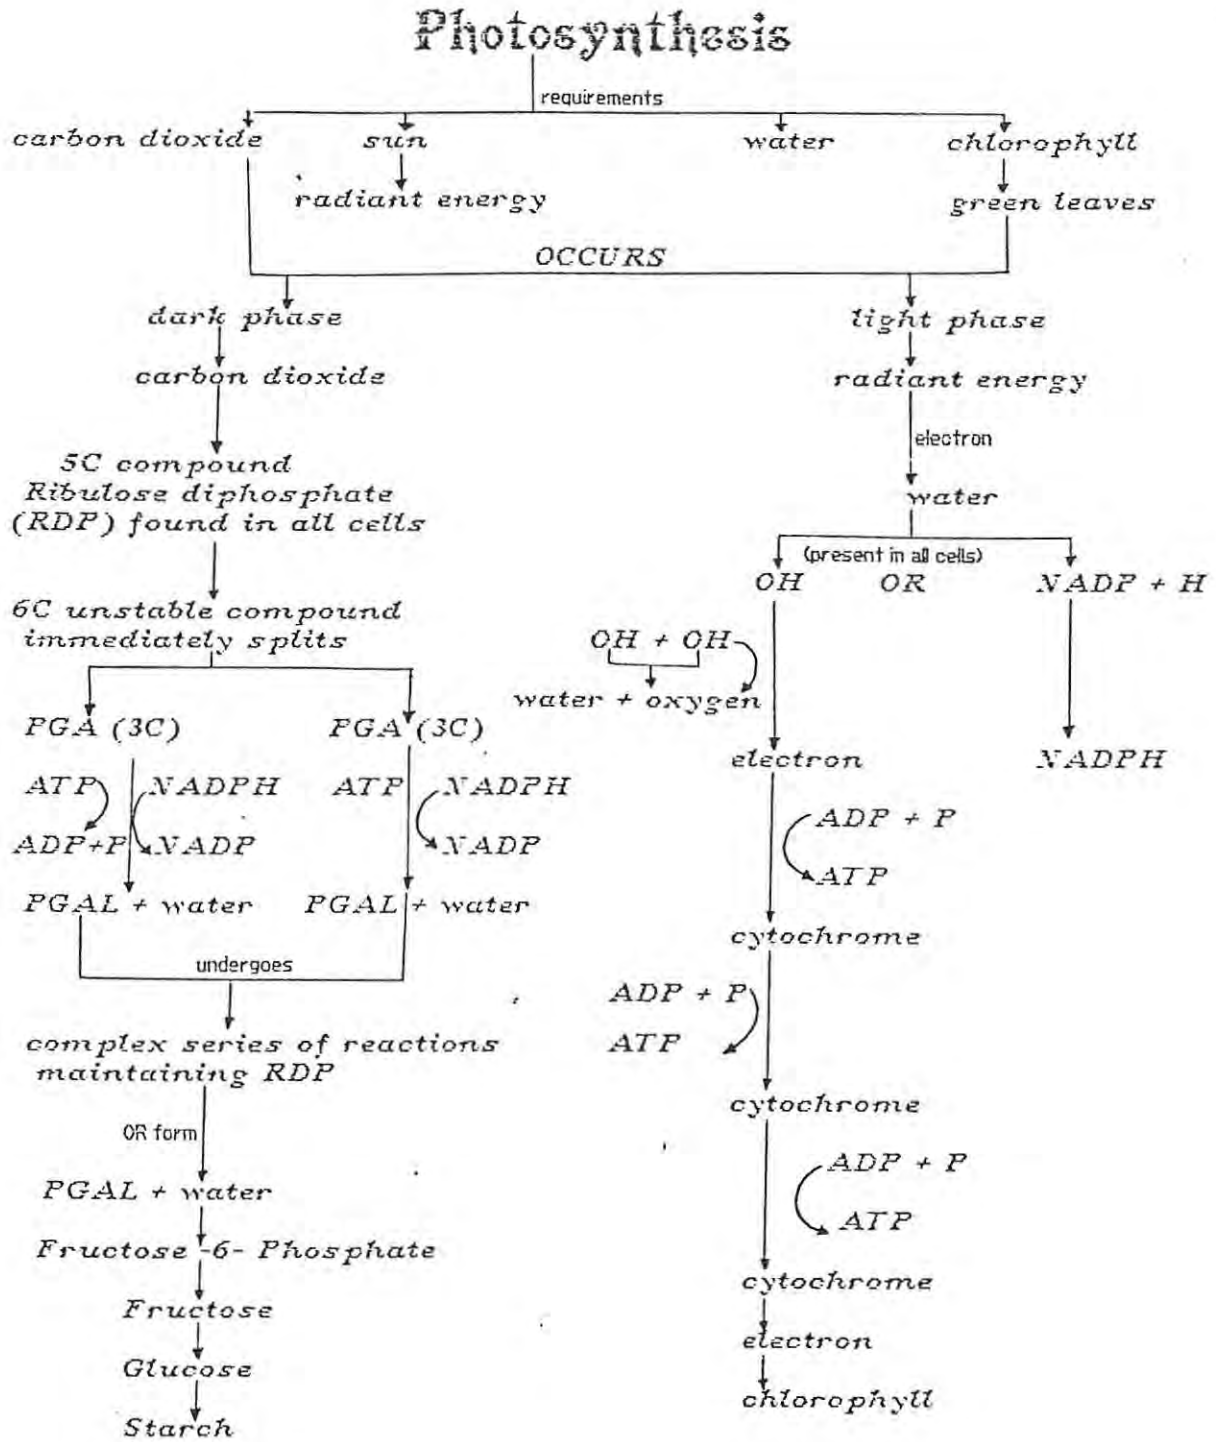 Photosynthesis
requirements
carbon dioxide
sun
water
chlorophyll
radiant energy
green leaves
OCCURS
dark phase
carbon dioxide
5C compound
Ribulose diphosphate
(RDP) found in all cells
6C unstable compound
immediately splits
PGA (3C)
PGA (3C)
ATP
NADPH
ATP
NADPH
ADP+P
NADP
NADP
PGAL + water
PGAL + water
undergoes
complex series of reactions
maintaining RDP
OR form
PGAL + water
Fructose -6- Phosphate
Fructose
Glucose
Starch
light phase
radiant energy
electron
water
(present in all cells)
OH
OR
NADP + H
OH + OH
water + oxygen
electron
NADPH
ADP + P
ATP
cytochrome
ADP + P
ATP
cytochrome
ADP + P
ATP
cytochrome
electron
chlorophyll